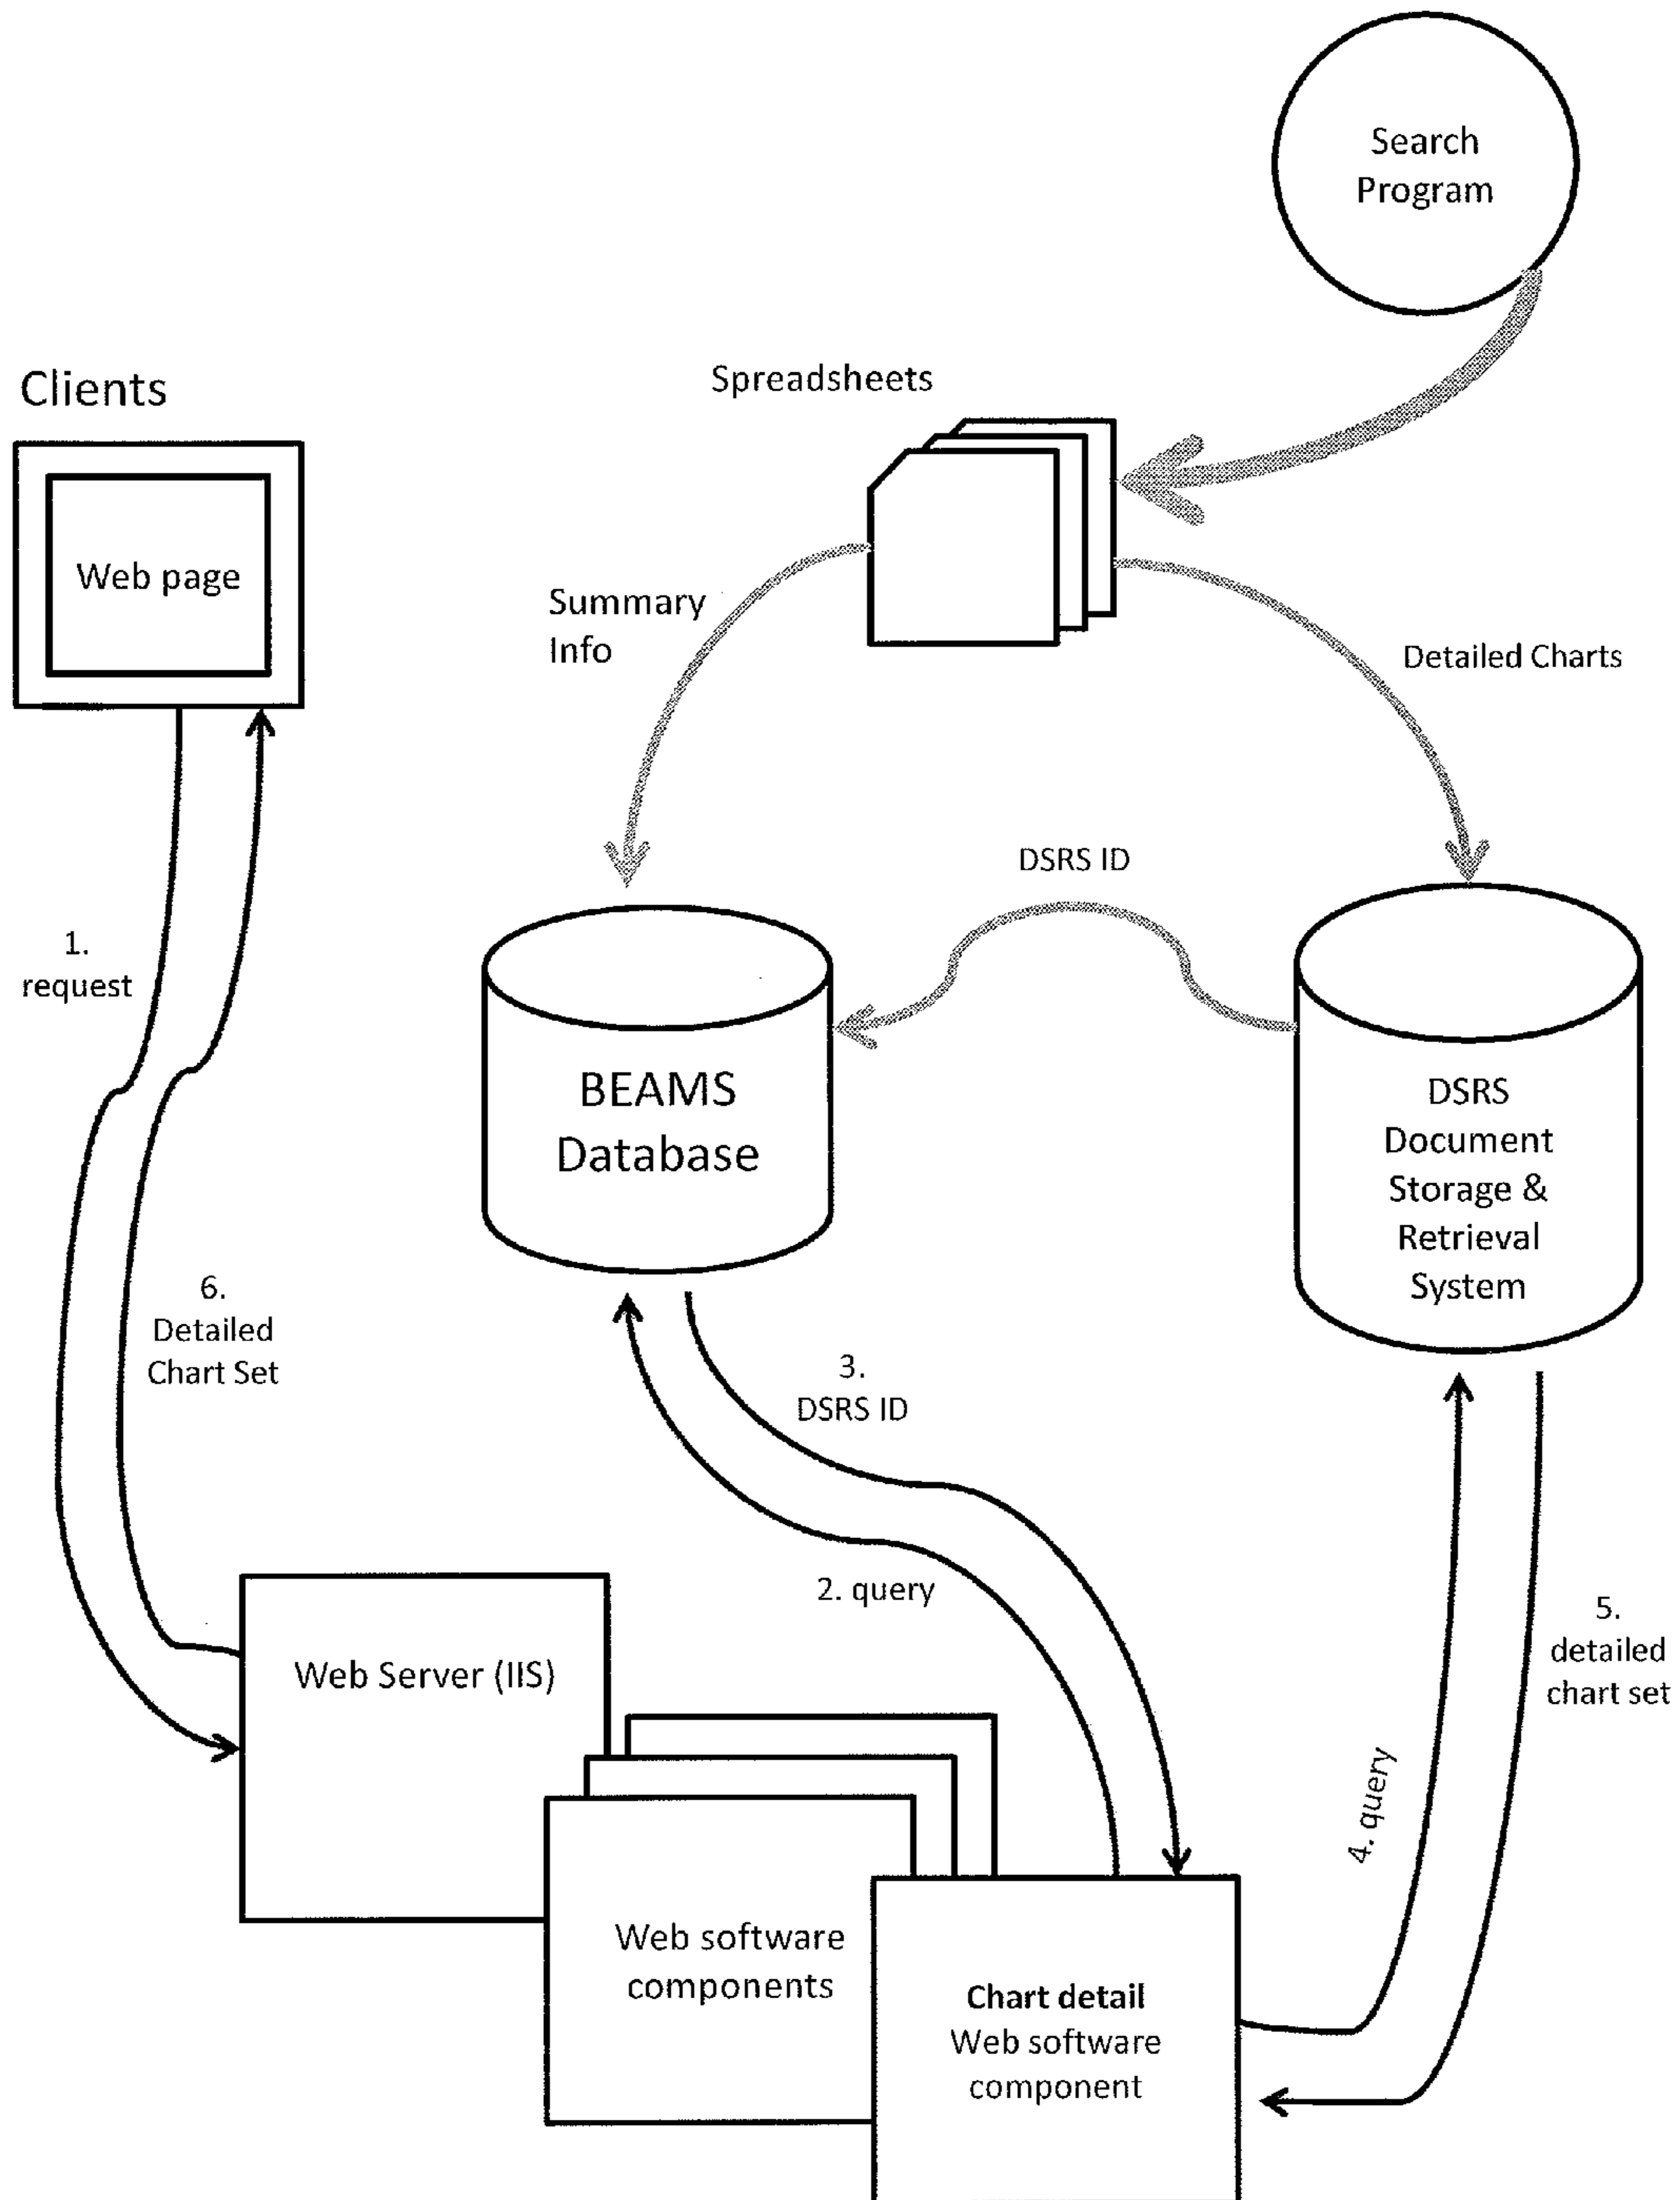 Search
Program
Spreadsheets
Clients
Web page
Summary
Info
Detailed Charts
DSRS ID
1.
request
BEAMS
Database
DSRS
Document
Storage &
Retrieval
System
6.
Detailed
Chart Set
3.
DSRS ID
2. query
5.
detailed
chart set
4. query
Web Server (IIS)
Web software
components
Chart detail
Web software
component